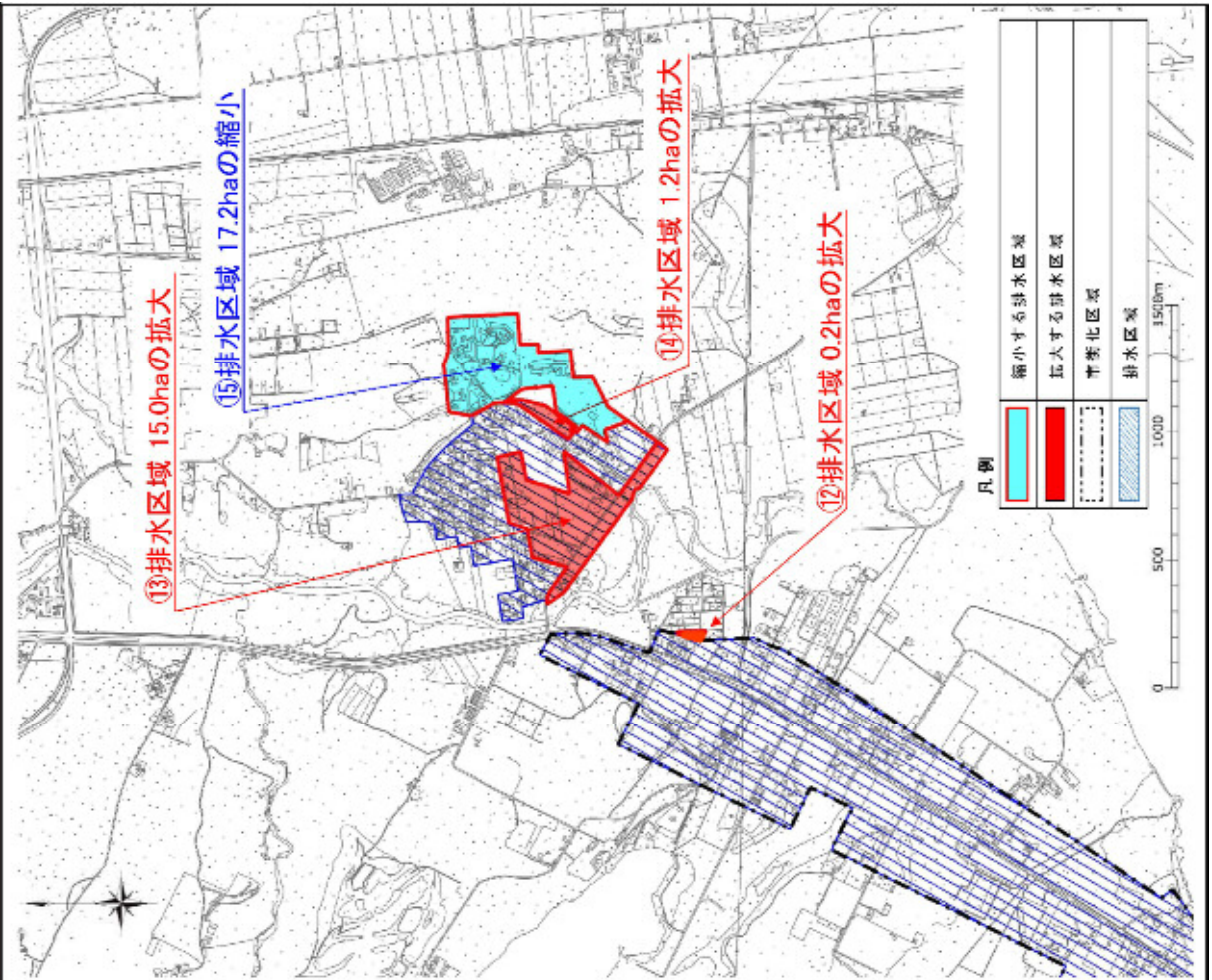 ⑮排水区域 17.2haの縮小
⑬排水区域 15.0haの拡大
⑭排水区域 1.2haの拡大
⑫排水区域 0.2haの拡大
凡例
縮小する排水区域
拡大する排水区域
市街化区域
排水区域
0 500 1000 1500m